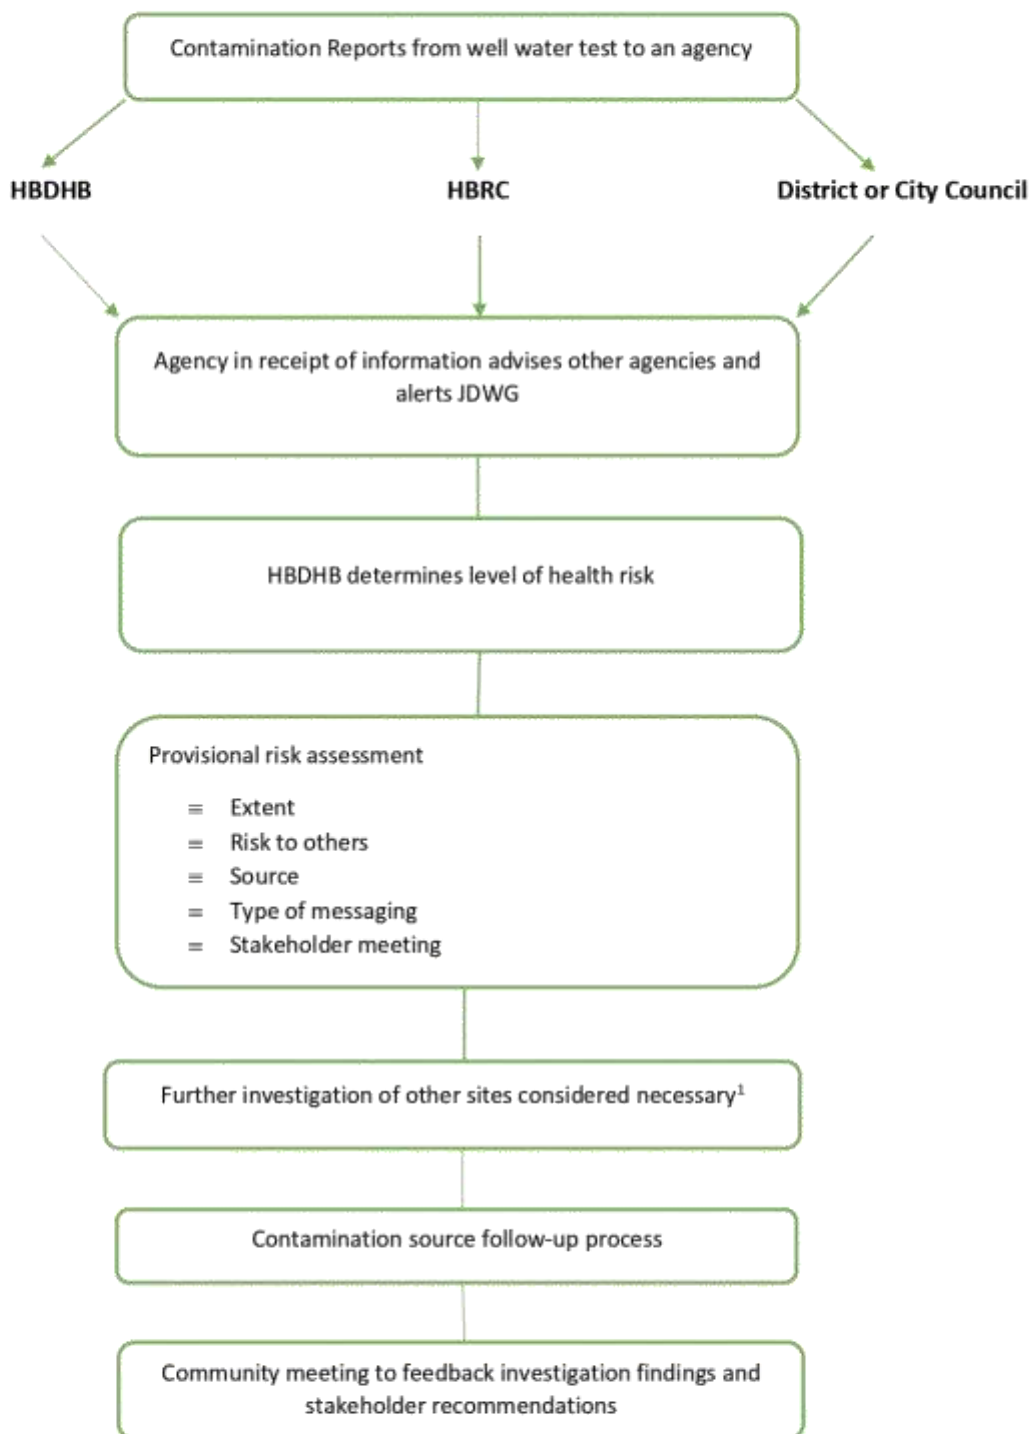 Contamination Reports from well water test to an agency
HBDHB
HBRC
District or City Council
Agency in receipt of information advises other agencies and
alerts JDWG
HBDHB determines level of health risk
Provisional risk assessment
= Extent
= Risk to others
= Source
= Type of messaging
= Stakeholder meeting
Further investigation of other sites considered necessary¹
Contamination source follow-up process
Community meeting to feedback investigation findings and
stakeholder recommendations